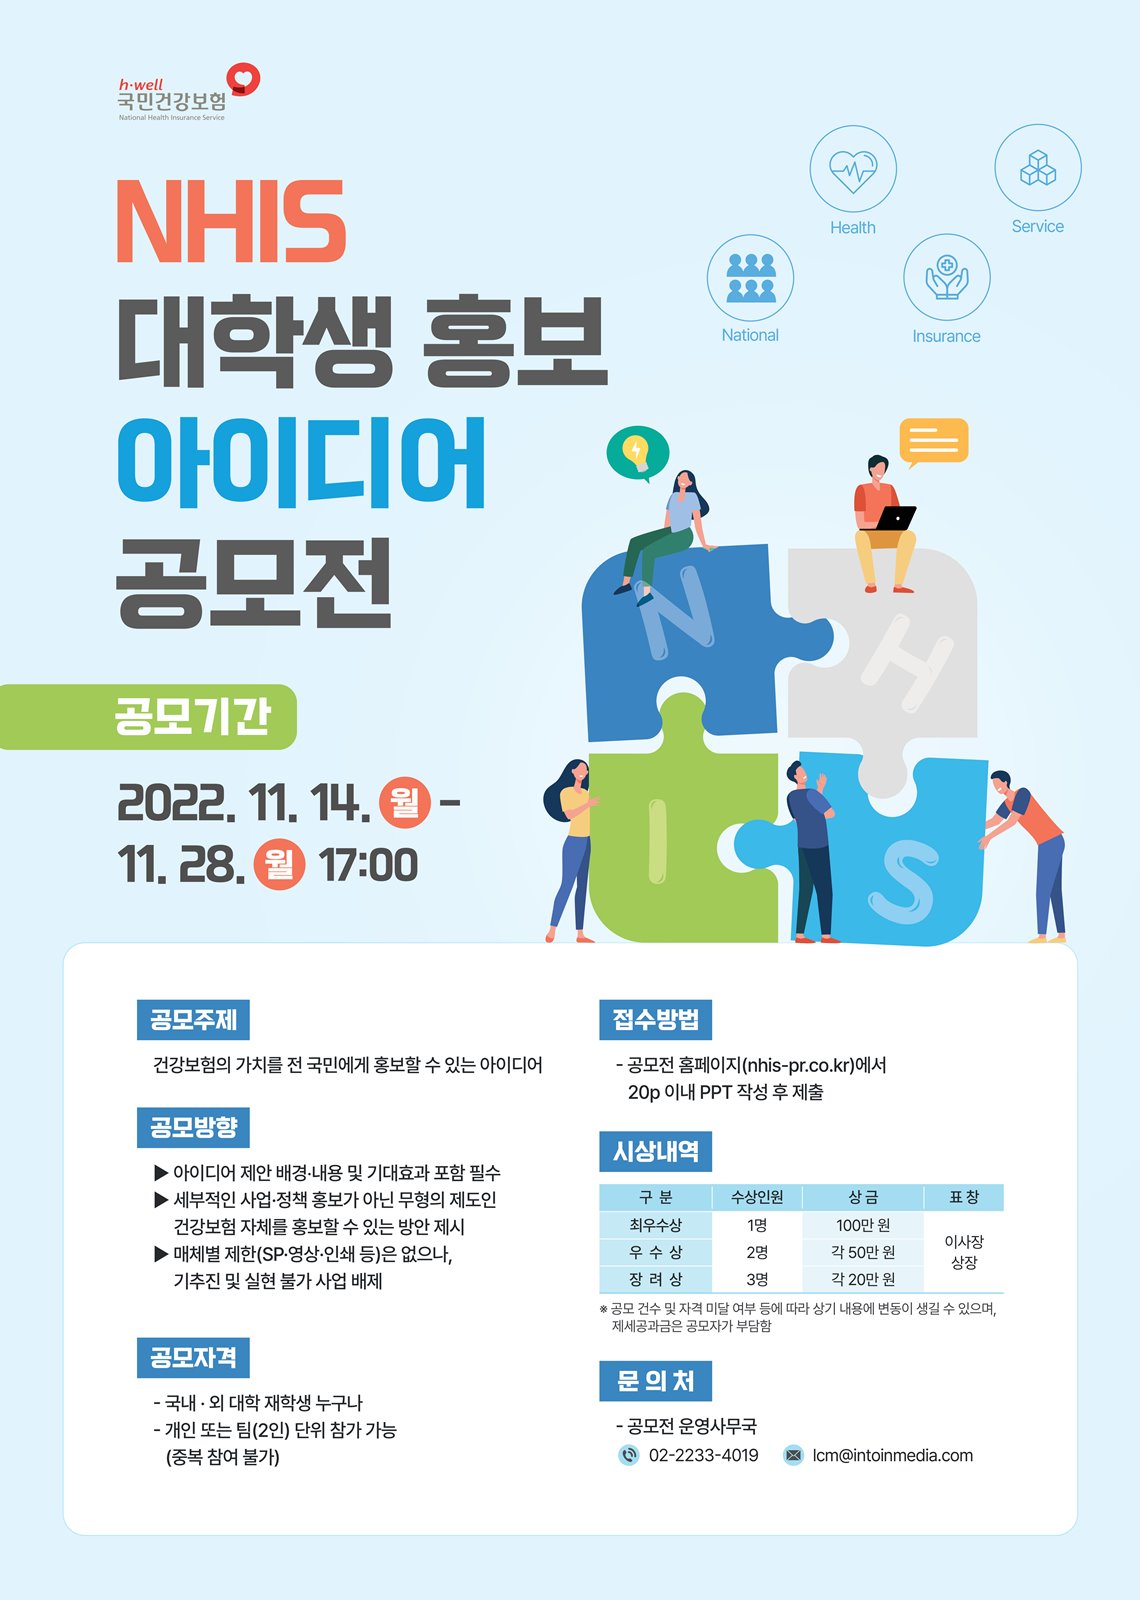 h·well
국민건강보험
National Health Insurance Service
NHIS
대학생 홍보
아이디어
공모전
Health
Service
National
Insurance
N
H
I
S
공모기간
2022. 11. 14. 월 –
11. 28. 월 17:00
공모주제
건강보험의 가치를 전 국민에게 홍보할 수 있는 아이디어
공모방향
▶ 아이디어 제안 배경·내용 및 기대효과 포함 필수
▶ 세부적인 사업·정책 홍보가 아닌 무형의 제도인
건강보험 자체를 홍보할 수 있는 방안 제시
▶ 매체별 제한(SP·영상·인쇄 등)은 없으나,
기추진 및 실현 불가 사업 배제
공모자격
- 국내 · 외 대학 재학생 누구나
- 개인 또는 팀(2인) 단위 참가 가능
(중복 참여 불가)
접수방법
- 공모전 홈페이지(nhis-pr.co.kr)에서
20p 이내 PPT 작성 후 제출
시상내역
구 분 수상인원 상 금 표 창
최우수상 1명 100만 원
우 수 상 2명 각 50만 원
장 려 상 3명 각 20만 원
이사장
상장
※ 공모 건수 및 자격 미달 여부 등에 따라 상기 내용에 변동이 생길 수 있으며,
제세공과금은 공모자가 부담함
문 의 처
- 공모전 운영사무국
02-2233-4019 lcm@intoinmedia.com